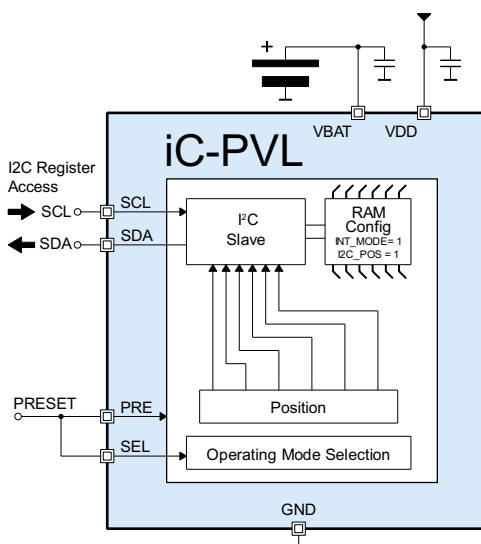 +
VBAT VDD
iC-PVL
I2C Register
Access
SCL
SCL
SDA
SDA
I²C
Slave
RAM
Config
INT_MODE= 1
I2C_POS = 1
Position
PRESET
PRE
SEL
Operating Mode Selection
GND